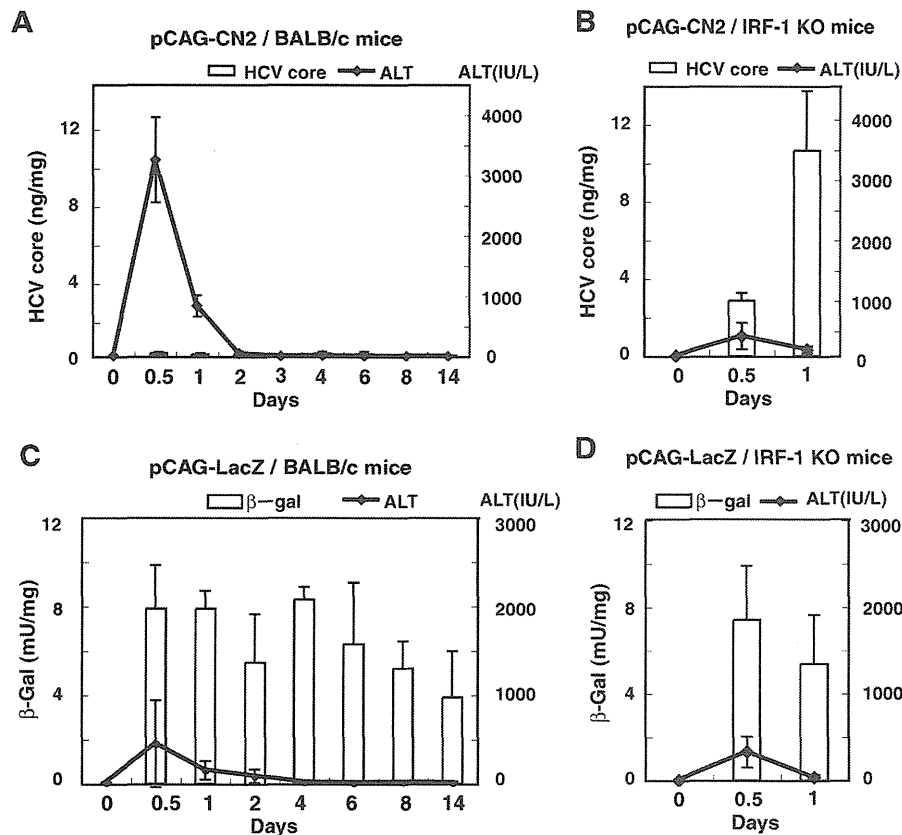 A
pCAG-CN2 / BALB/c mice
HCV core ALT ALT(IU/L)
12
8
4
0
HCV core (ng/mg)
4000
3000
2000
1000
0
0 0.5 1 2 3 4 6 8 14
Days
B
pCAG-CN2 / IRF-1 KO mice
HCV core ALT(IU/L)
12
8
4
0
HCV core (ng/mg)
4000
3000
2000
1000
0
0 0.5 1
Days
C
pCAG-LacZ / BALB/c mice
β−gal ALT ALT(IU/L)
12
8
4
0
β-Gal (mU/mg)
3000
2000
1000
0
0 0.5 1 2 4 6 8 14
Days
D
pCAG-LacZ / IRF-1 KO mice
β−gal ALT(IU/L)
12
8
4
0
β-Gal (mU/mg)
3000
2000
1000
0
0 0.5 1
Days